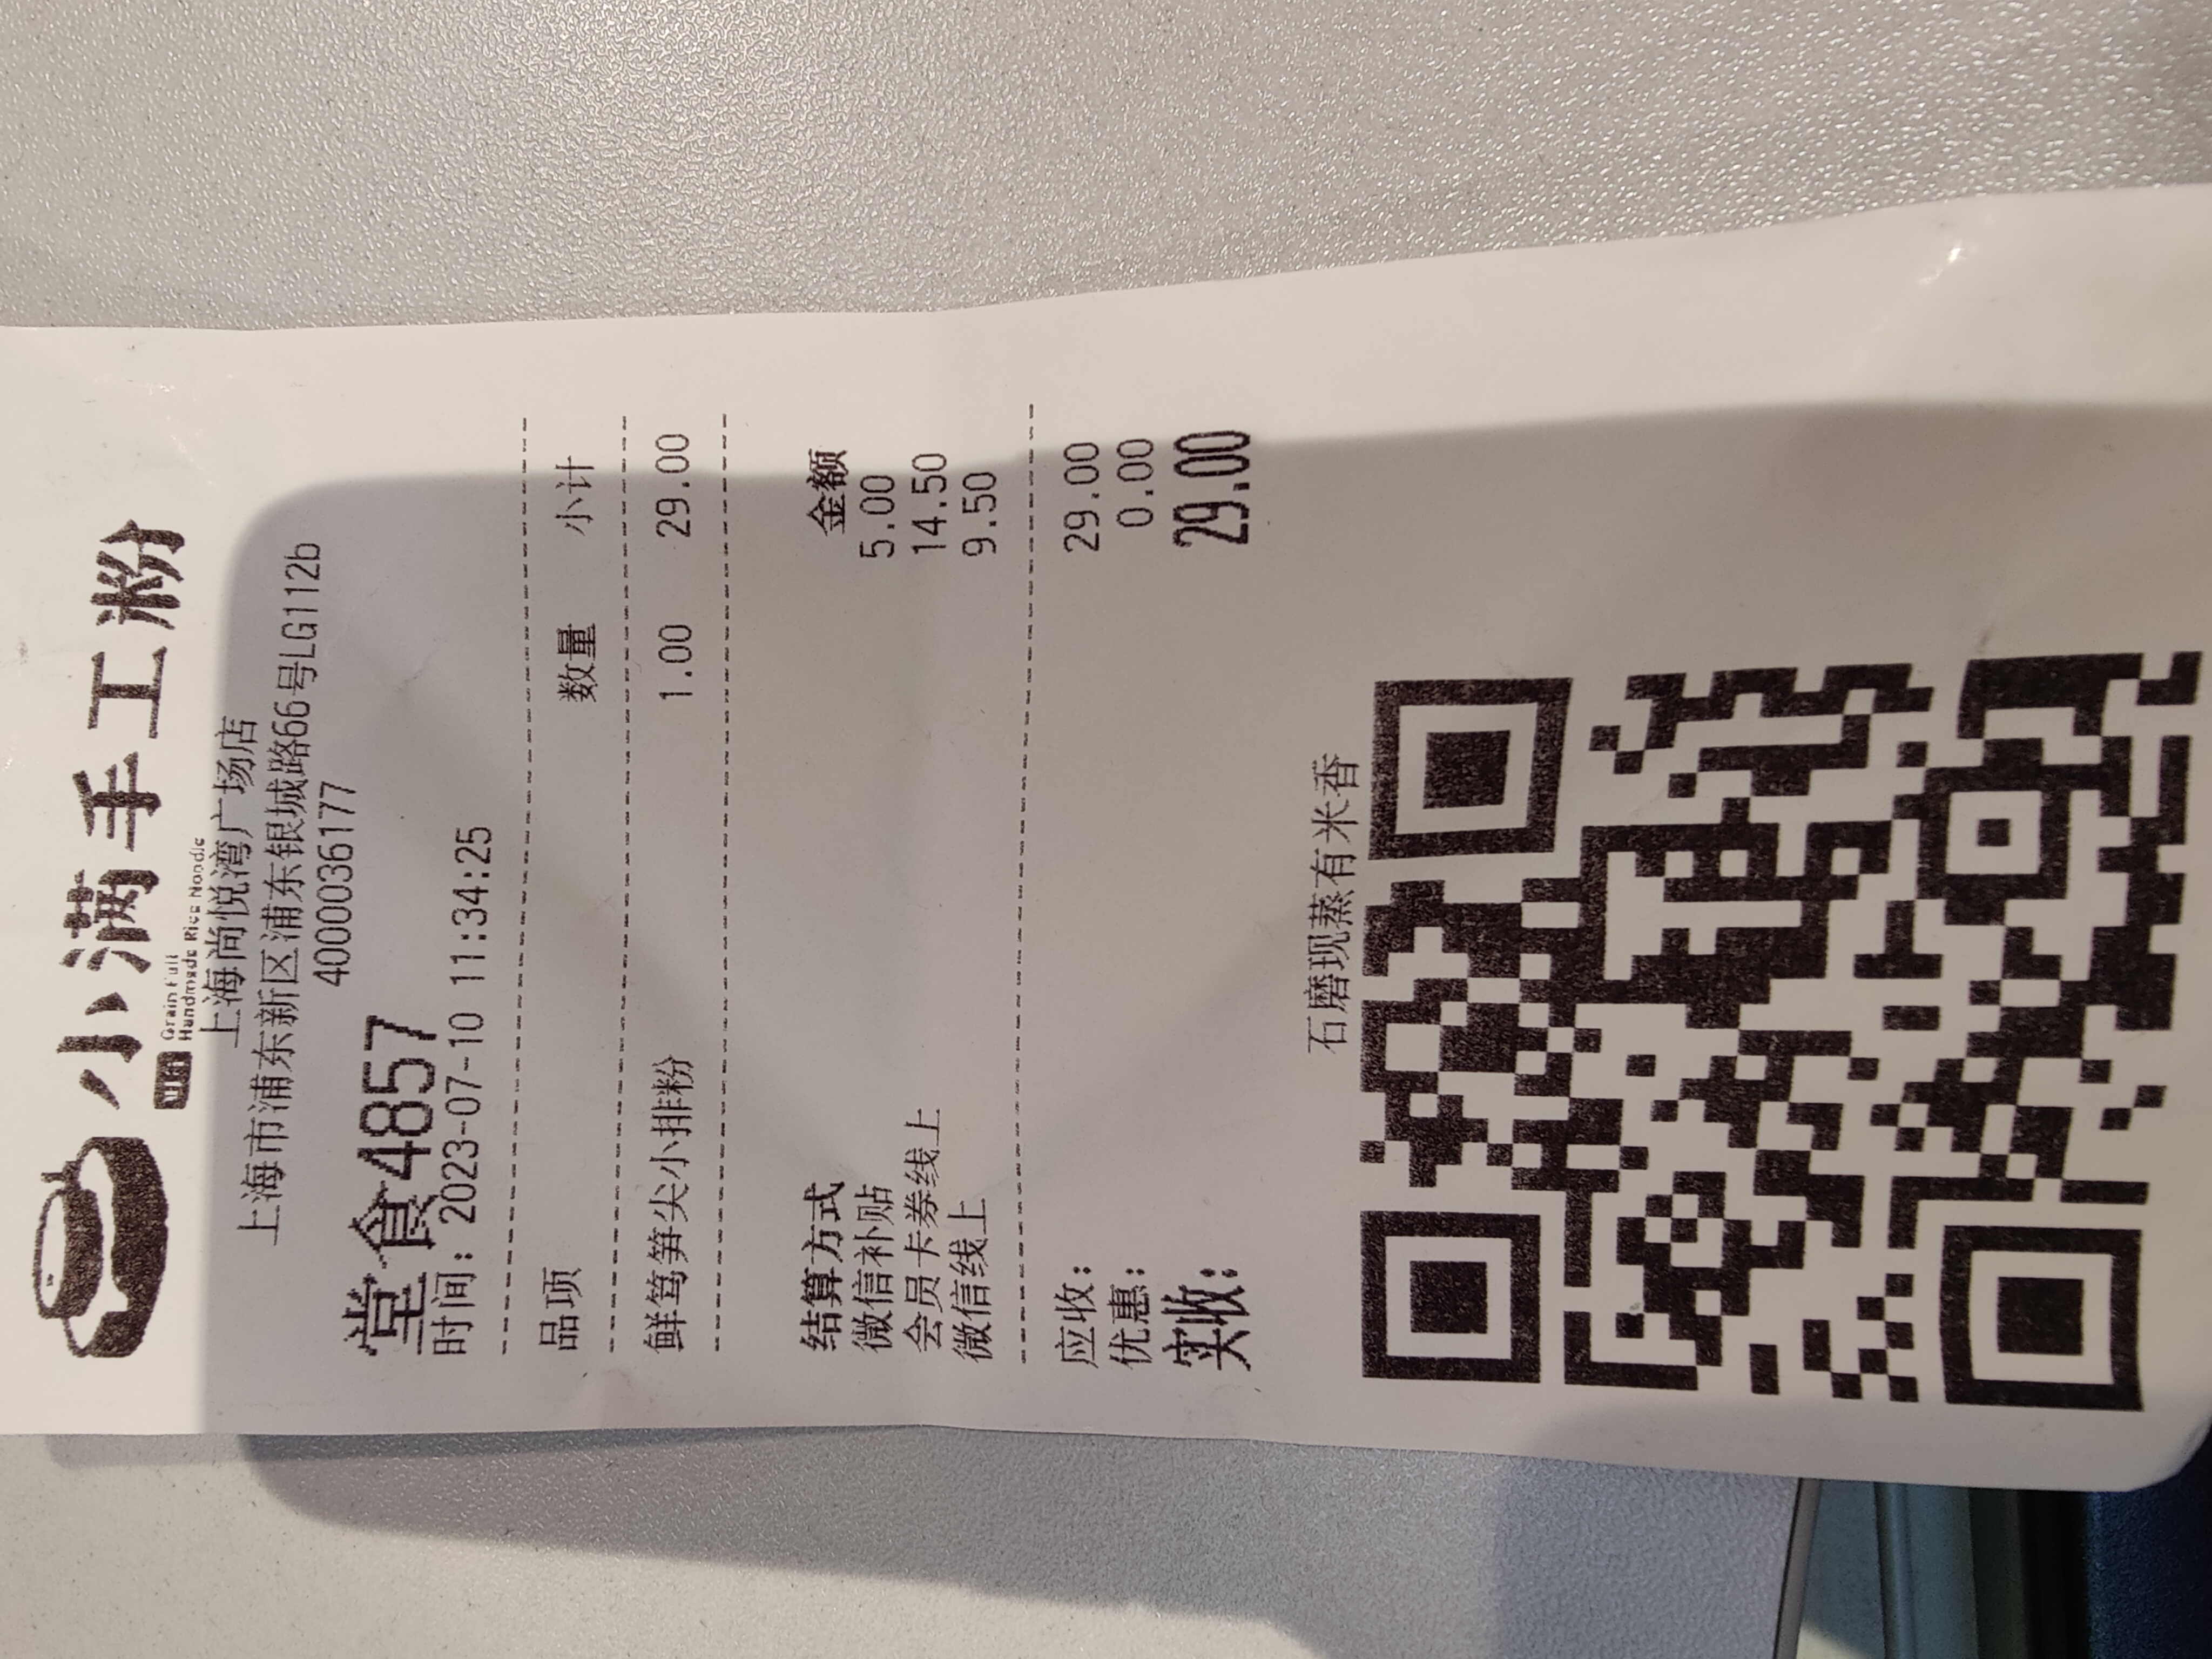 小满手工粉
Grain Full
Handmade Rice Noodle
上海尚悦湾广场店
上海市浦东新区浦东银城路66号LG112b
4000036177
堂食4857
时间：2023-07-10 11:34:25
品项 数量 小计
鲜笃笋尖小排粉 1.00 29.00
结算方式 金额
微信补贴 5.00
会员卡券线上 14.50
微信线上 9.50
应收： 29.00
优惠： 0.00
实收： 29.00
石磨现蒸有米香